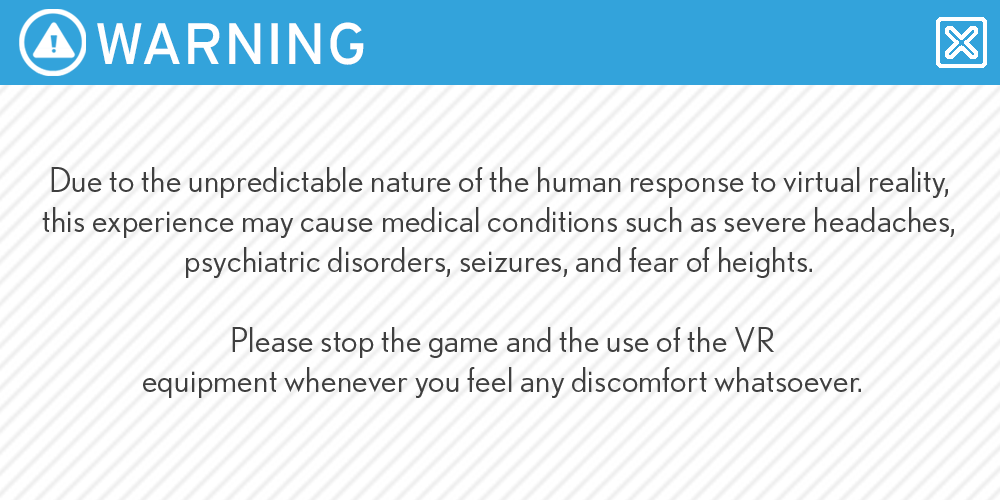 WARNING
Due to the unpredictable nature of the human response to virtual reality,
this experience may cause medical conditions such as severe headaches,
psychiatric disorders, seizures, and fear of heights.
Please stop the game and the use of the VR
equipment whenever you feel any discomfort whatsoever.